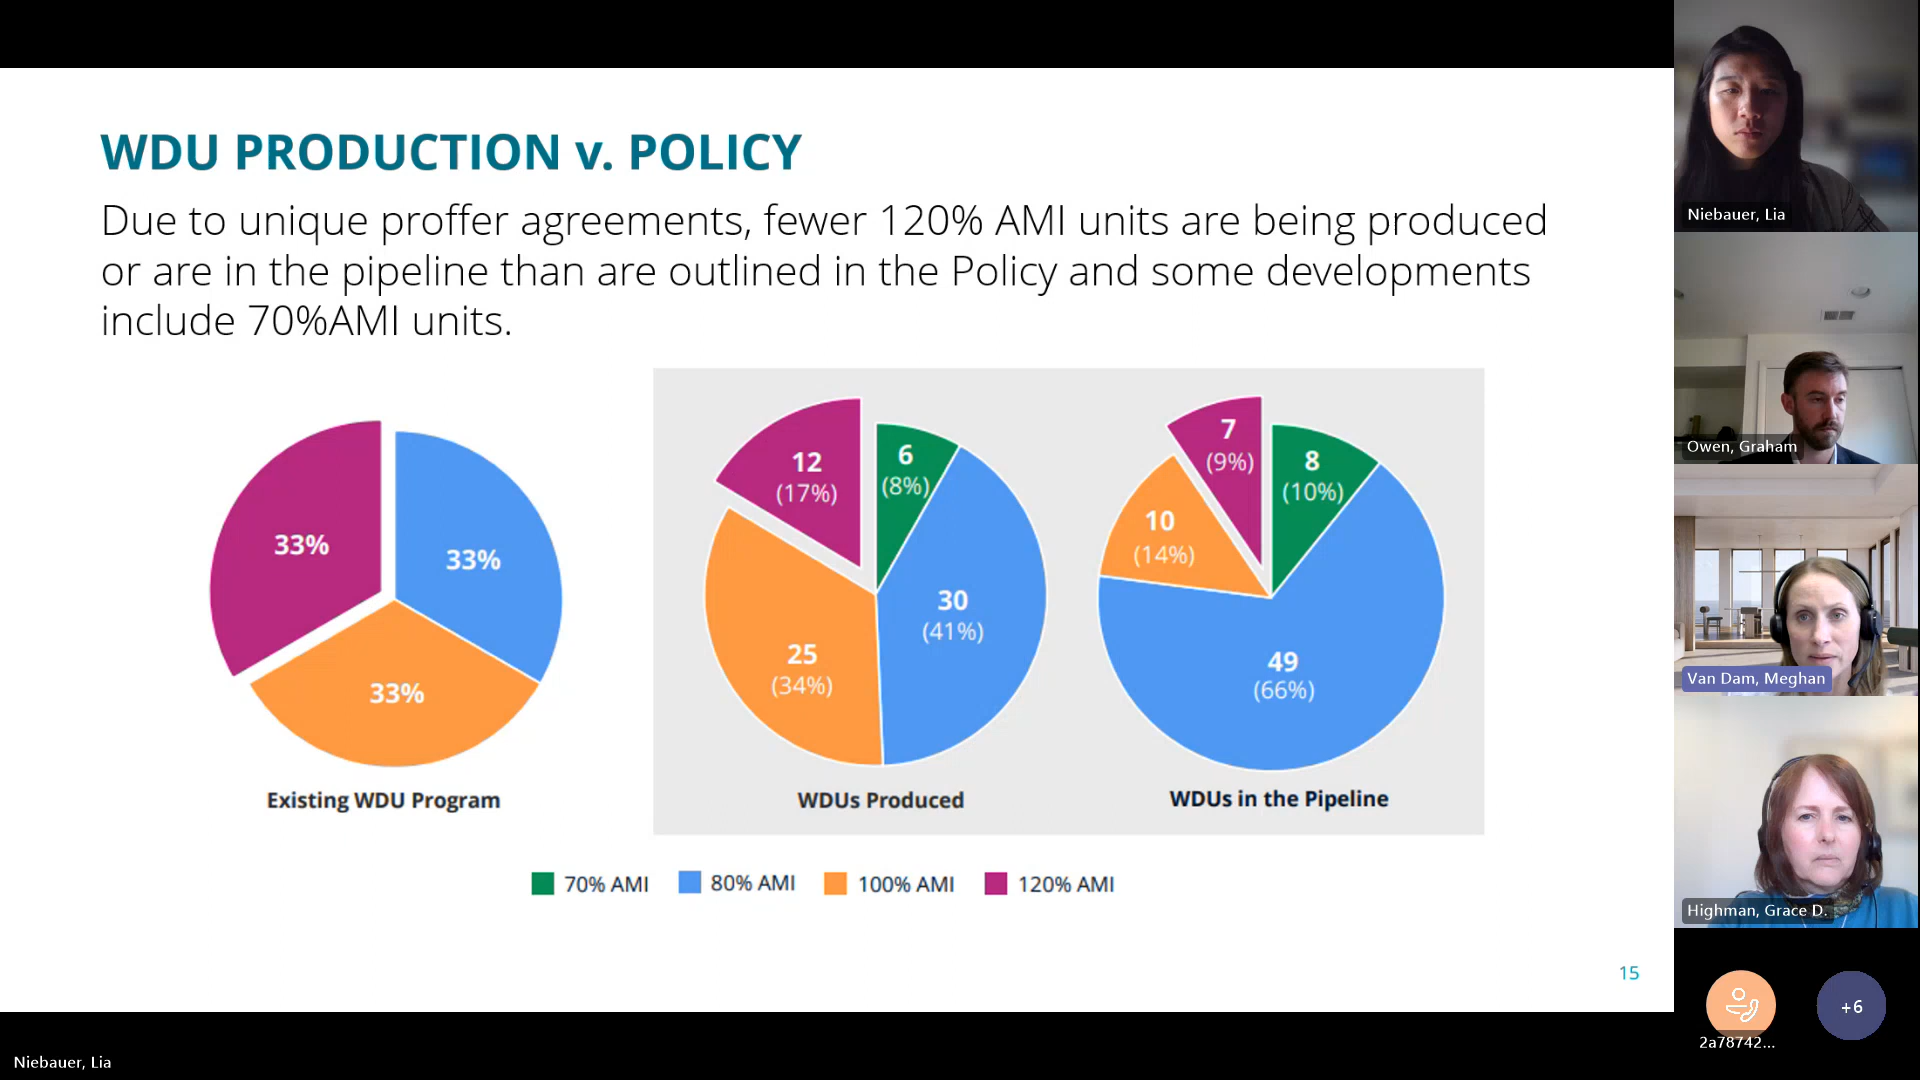 WDU PRODUCTION v. POLICY
Due to unique proffer agreements, fewer 120% AMI units are being produced
or are in the pipeline than are outlined in the Policy and some developments
include 70%AMI units.
33%
33%
33%
Existing WDU Program
12
(17%)
6
(8%)
30
(41%)
25
(34%)
WDUs Produced
7
(9%)
8
(10%)
10
(14%)
49
(66%)
WDUs in the Pipeline
70% AMI
80% AMI
100% AMI
120% AMI
15
Niebauer, Lia
Owen, Graham
Van Dam, Meghan
Highman, Grace D.
2a78742...
+6
Niebauer, Lia